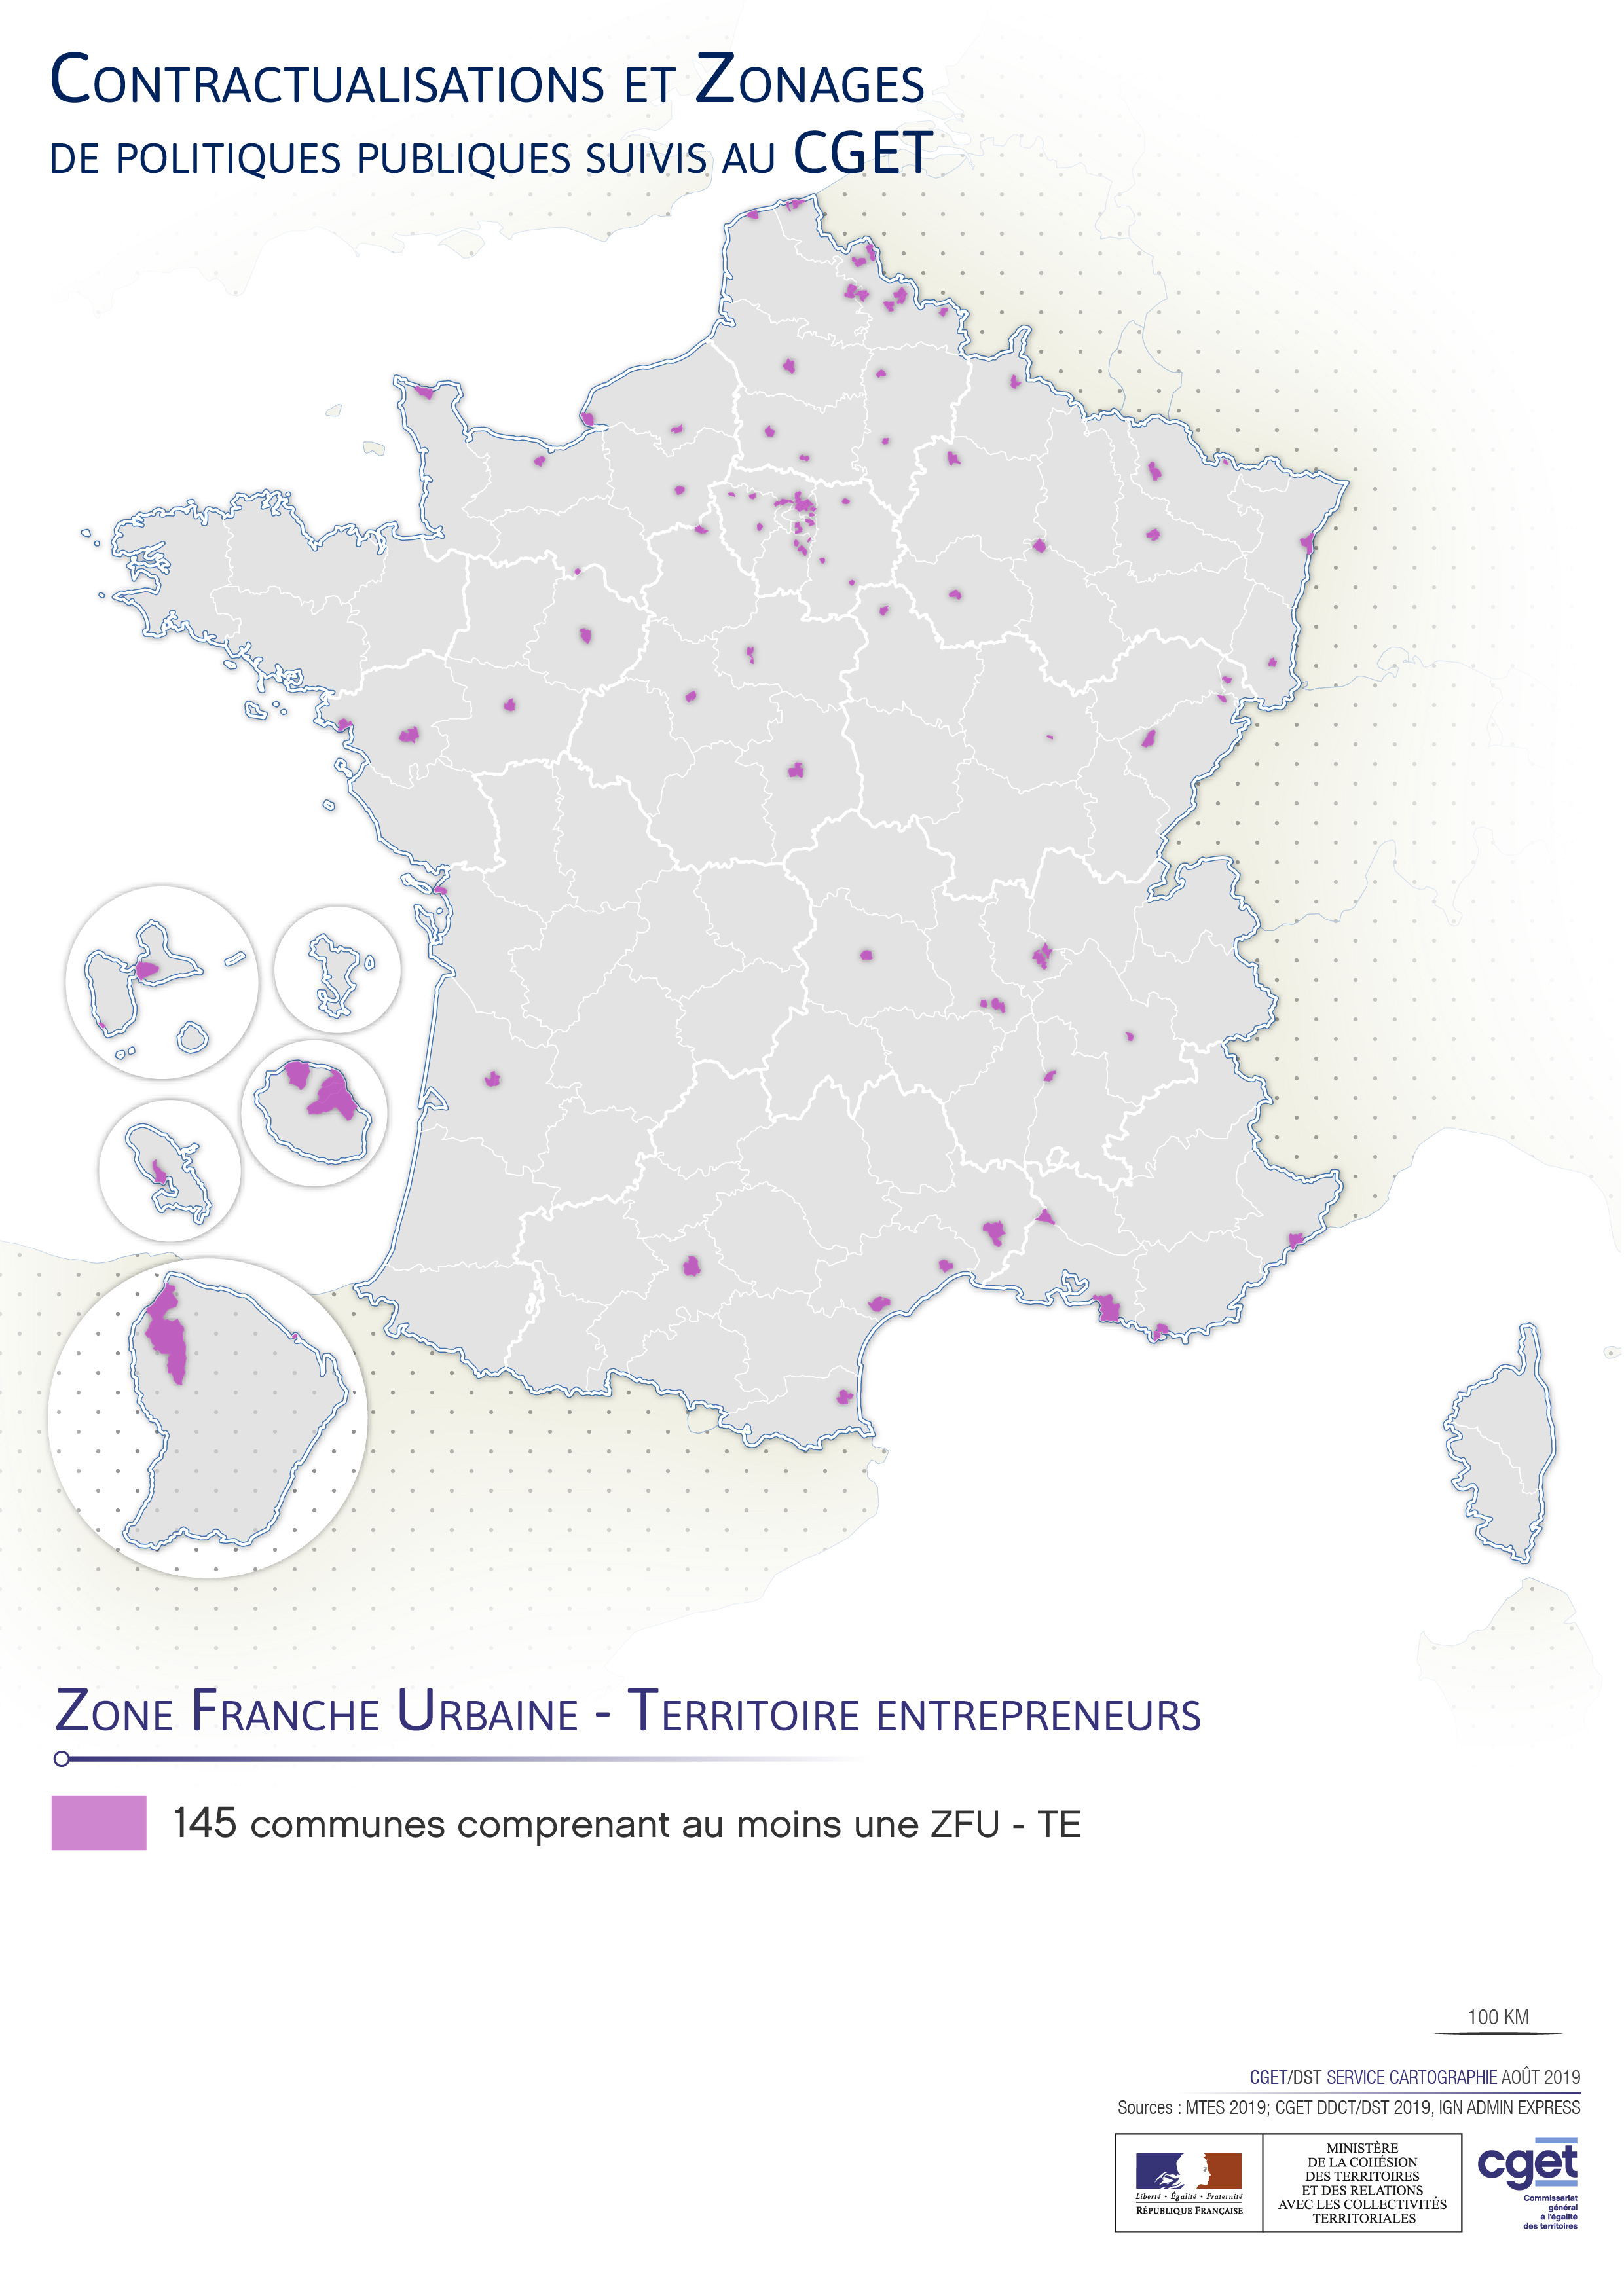 Contractualisations et Zonages
de politiques publiques suivis au CGET
Zone Franche Urbaine - Territoire entrepreneurs
145 communes comprenant au moins une ZFU - TE
100 KM
CGET/DST SERVICE CARTOGRAPHIE AOÛT 2019
Sources : MTES 2019; CGET DDCT/DST 2019, IGN ADMIN EXPRESS
Liberté • Égalité • Fraternité
République Française
MINISTÈRE
DE LA COHÉSION
DES TERRITOIRES
ET DES RELATIONS
AVEC LES COLLECTIVITÉS
TERRITORIALES
cget
Commissariat
général
à l'égalité
des territoires